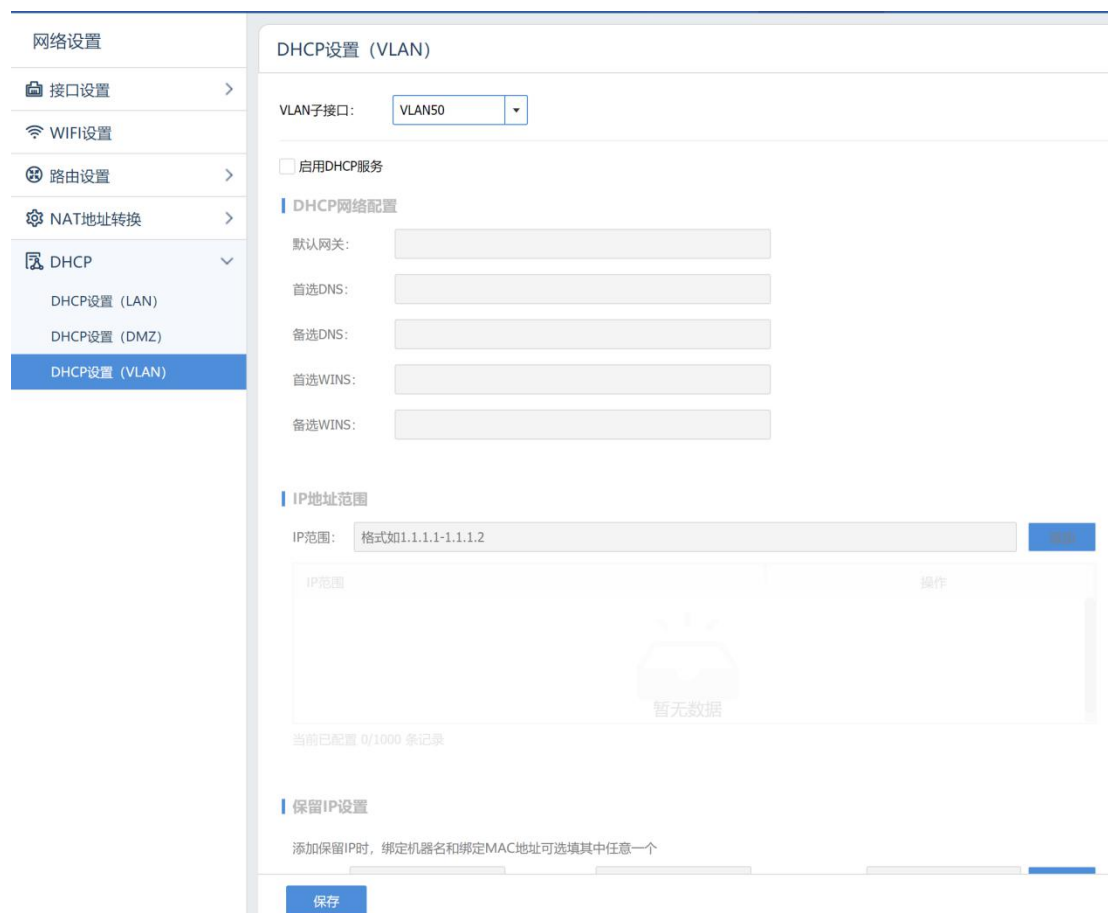 网络设置
接口设置
WIFI设置
路由设置
NAT地址转换
DHCP
DHCP设置（LAN）
DHCP设置（DMZ）
DHCP设置（VLAN）
DHCP设置（VLAN）
VLAN子接口： VLAN50
启用DHCP服务
DHCP网络配置
默认网关：
首选DNS：
备选DNS：
首选WINS：
备选WINS：
IP地址范围
IP范围： 格式如1.1.1.1-1.1.1.2
IP范围 操作
暂无数据
当前已配置 0/1000 条记录
保留IP设置
添加保留IP时，绑定机器名和绑定MAC地址可选填其中任意一个
保存